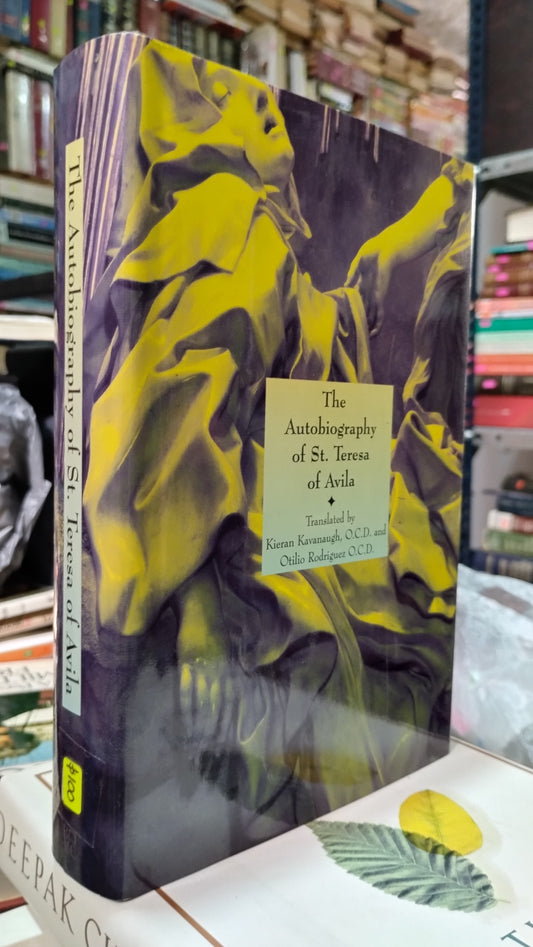 The Autobiography of St. Teresa of Avila
The
Autobiography
of St. Teresa
of Avila
Translated by
Kieran Kavanaugh, O.C.D. and
Otilio Rodriguez O.C.D.
$100
DEEPAK